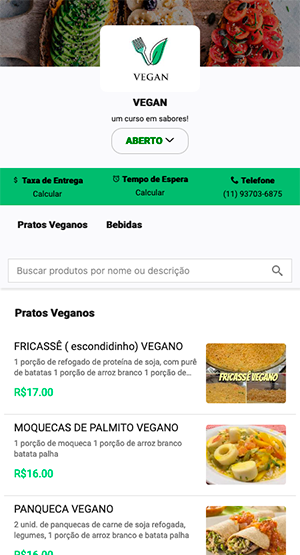 VEGAN
VEGAN
um curso em sabores!
ABERTO
$ Taxa de Entrega
Calcular
Tempo de Espera
Calcular
Telefone
(11) 93703-6875
Pratos Veganos
Bebidas
Buscar produtos por nome ou descrição
Pratos Veganos
FRICASSÊ ( escondidinho) VEGANO
1 porção de refogado de proteína de soja, com purê
de batatas 1 porção de arroz branco 1 porção de...
R$17.00
FRICASSÊ VEGANO
MOQUECAS DE PALMITO VEGANO
1 porção de moqueca 1 porção de arroz branco
batata palha
R$16.00
PANQUECA VEGANO
2 unid. de panquecas de carne de soja refogada,
legumes, 1 porção de arroz branco e batata palha
R$16.00